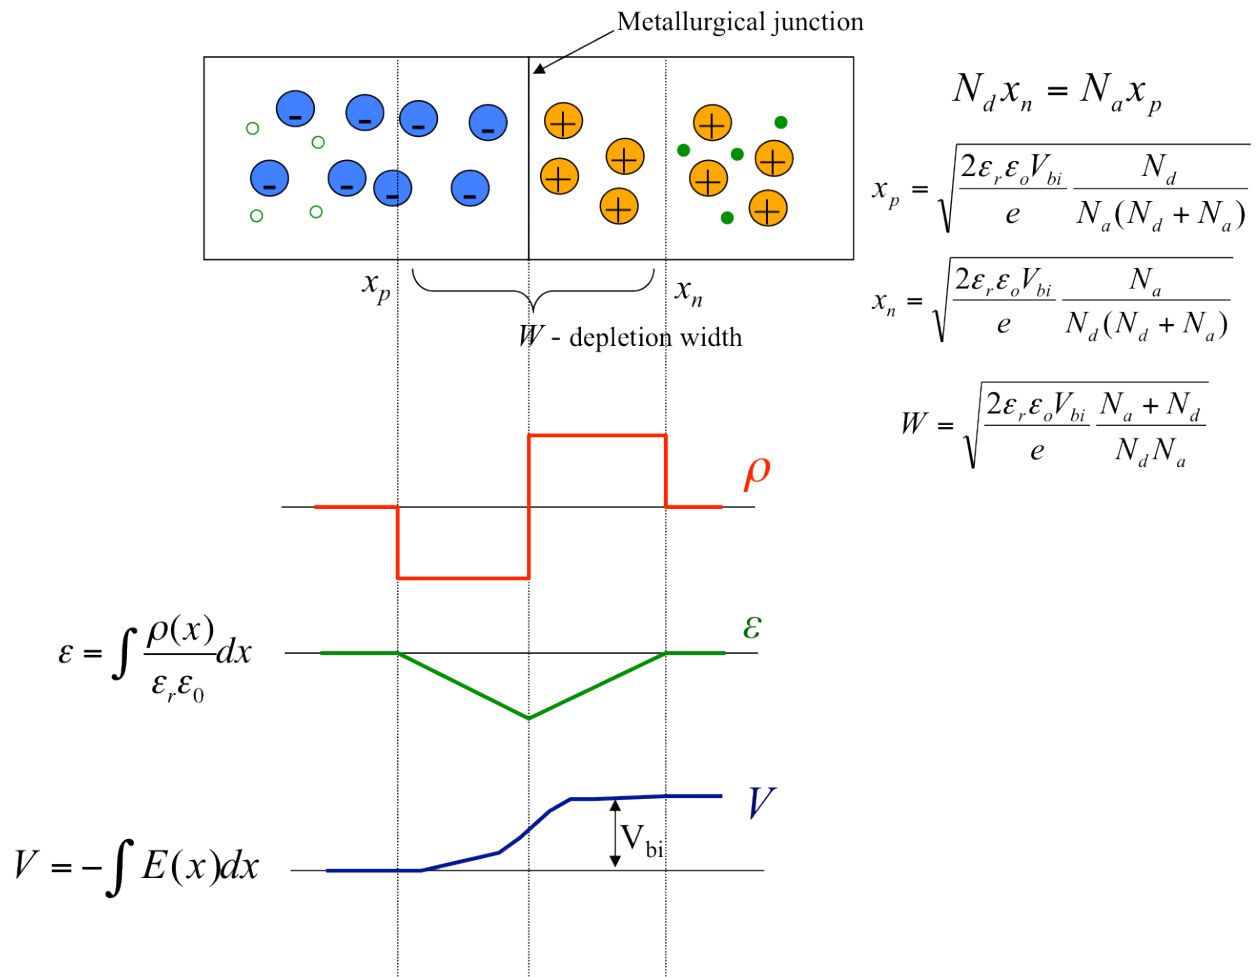 Metallurgical junction
- - - - + + + +
- - - - + + + +
x_p
x_n
W - depletion width
N_d x_n = N_a x_p
x_p = √((2ε_r ε_o V_bi / e) (N_d / (N_a(N_d + N_a))))
x_n = √((2ε_r ε_o V_bi / e) (N_a / (N_d(N_d + N_a))))
W = √((2ε_r ε_o V_bi / e) ((N_a + N_d) / (N_d N_a)))
ρ
ε = ∫ (ρ(x) / (ε_r ε_0)) dx
ε
V = -∫ E(x)dx
V_bi
V